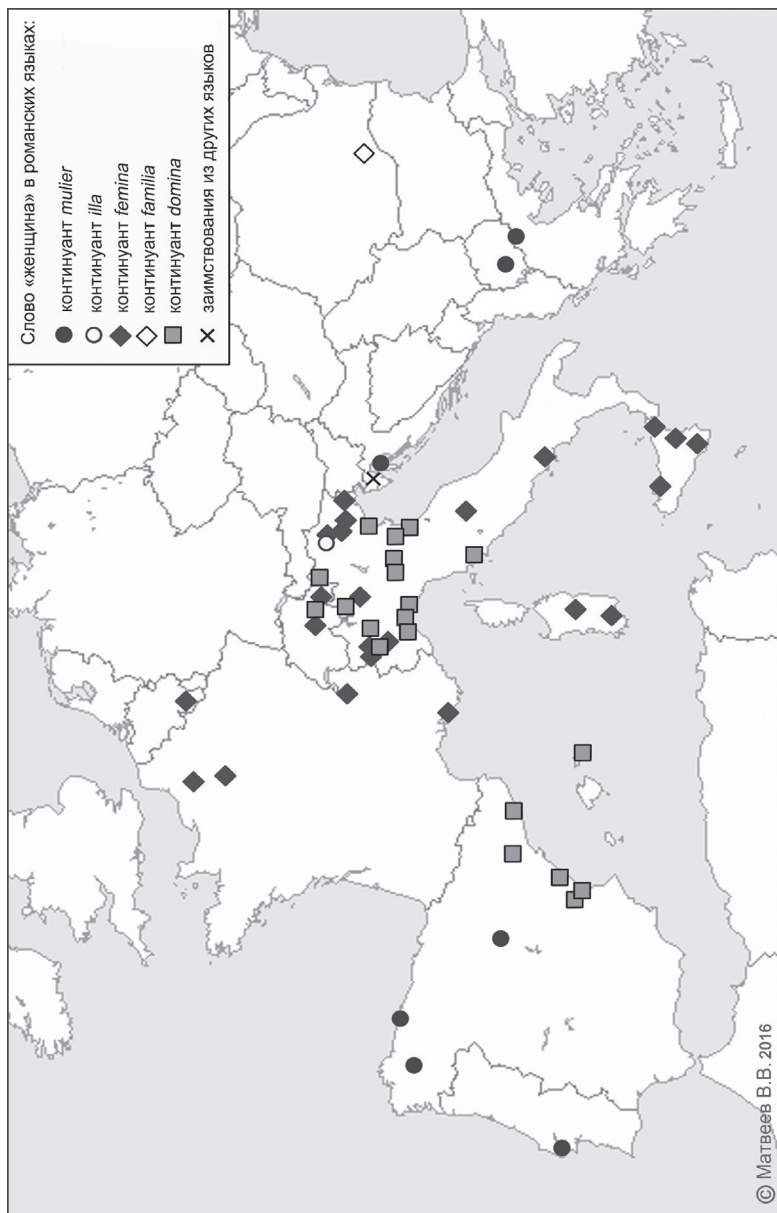 Слово «женщина» в романских языках:
континуант mulier
континуант illa
континуант femina
континуант familia
континуант domina
заимствования из других языков
© Матвеев В.В. 2016